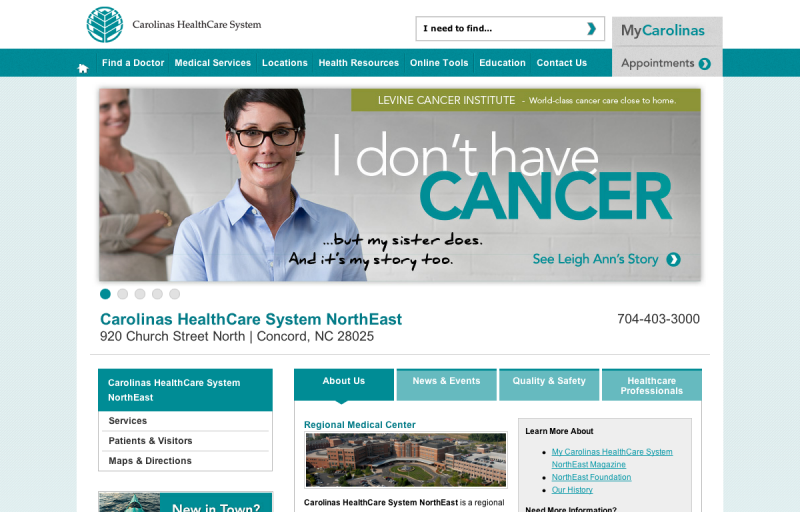 Carolinas HealthCare System
I need to find...
MyCarolinas
Appointments
Find a Doctor
Medical Services
Locations
Health Resources
Online Tools
Education
Contact Us
LEVINE CANCER INSTITUTE - World-class cancer care close to home.
I don't have
CANCER
...but my sister does.
And it's my story too.
See Leigh Ann's Story
Carolinas HealthCare System NorthEast
704-403-3000
920 Church Street North | Concord, NC 28025
Carolinas HealthCare System
NorthEast
Services
Patients & Visitors
Maps & Directions
New in Town?
About Us
News & Events
Quality & Safety
Healthcare
Professionals
Regional Medical Center
Carolinas HealthCare System NorthEast is a regional
Learn More About
My Carolinas HealthCare System
NorthEast Magazine
NorthEast Foundation
Our History
Need More Information?